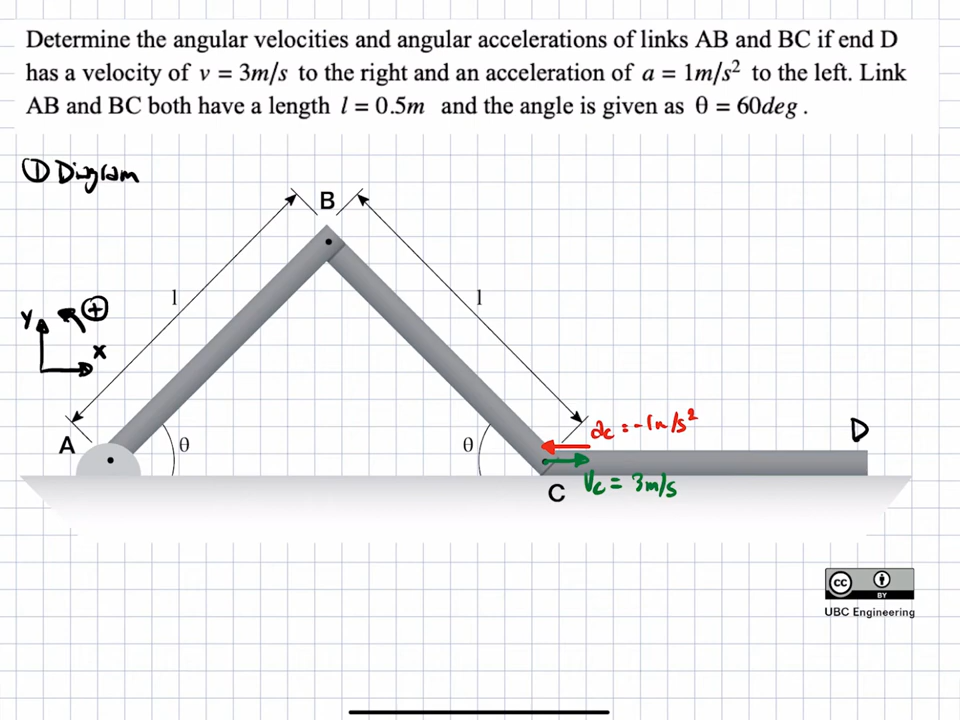 Determine the angular velocities and angular accelerations of links AB and BC if end D
has a velocity of v = 3m/s to the right and an acceleration of a = 1m/s² to the left. Link
AB and BC both have a length l = 0.5m and the angle is given as θ = 60deg .
① Diagram
B
l
l
Y
+
x
A
θ
θ
ac = -1m/s²
D
C
Vc = 3m/s
cc
BY
UBC Engineering